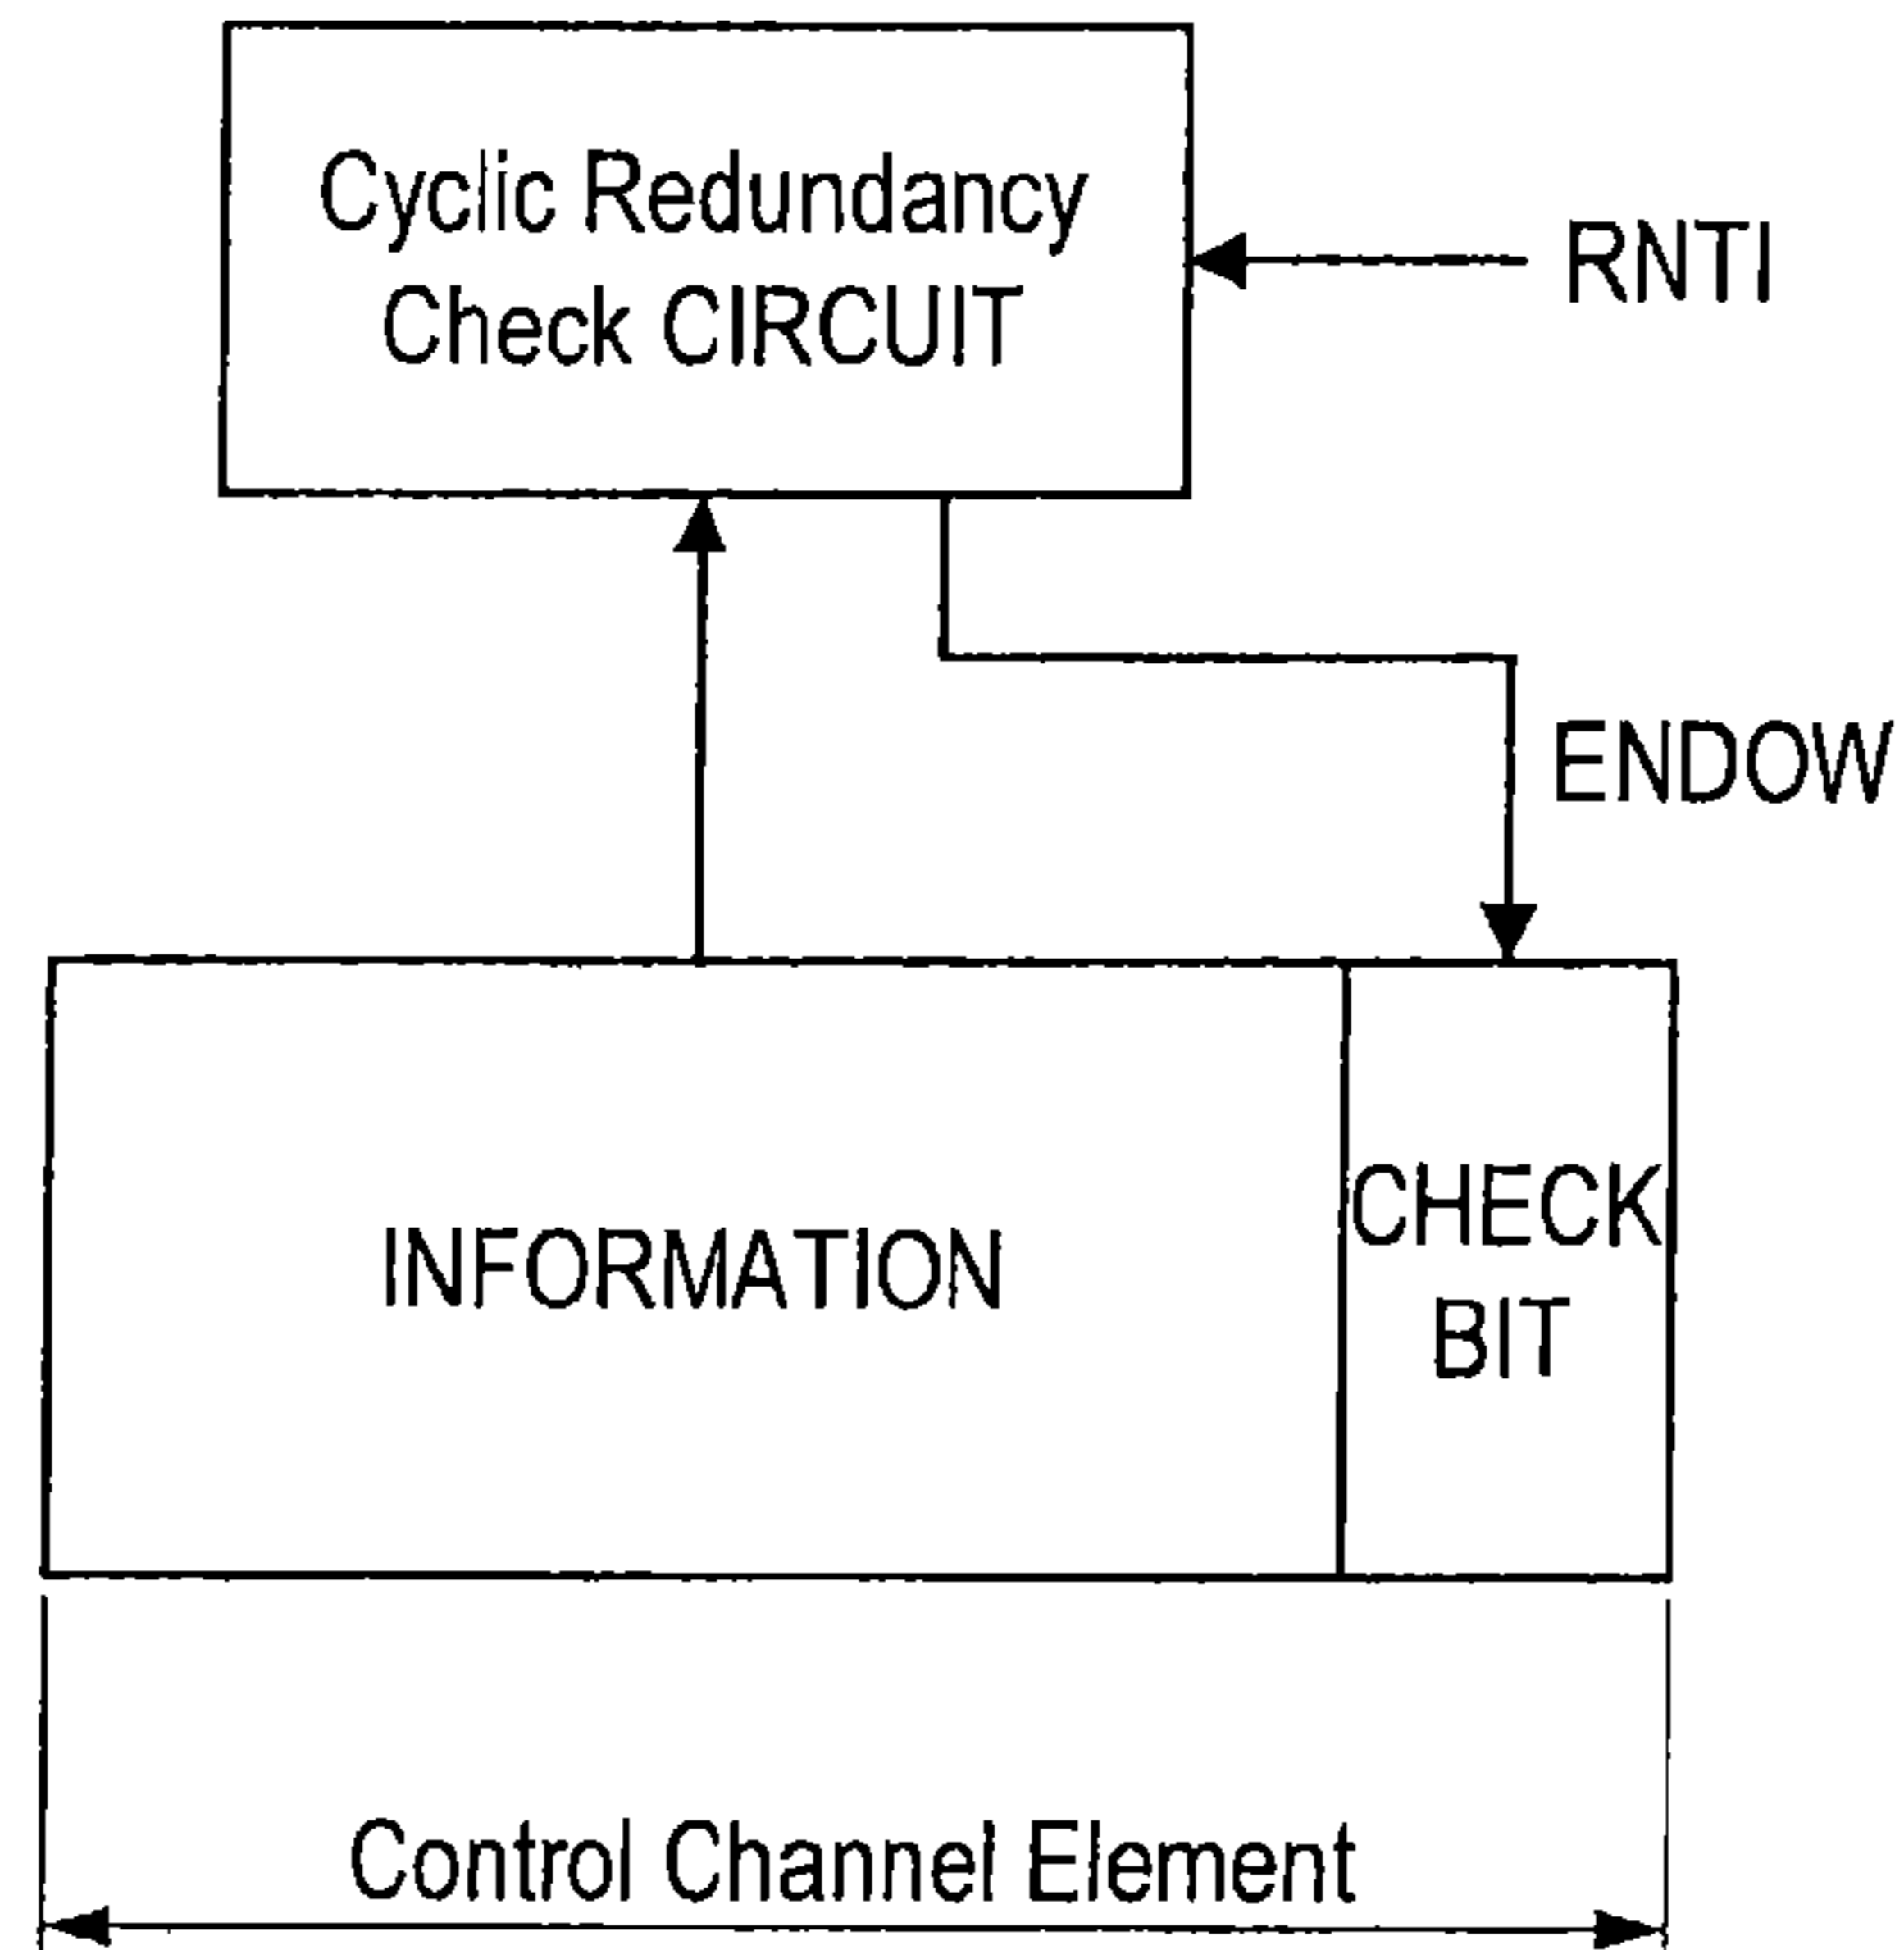 Cyclic Redundancy
Check CIRCUIT
RNTI
ENDOW
INFORMATION
CHECK
BIT
Control Channel Element